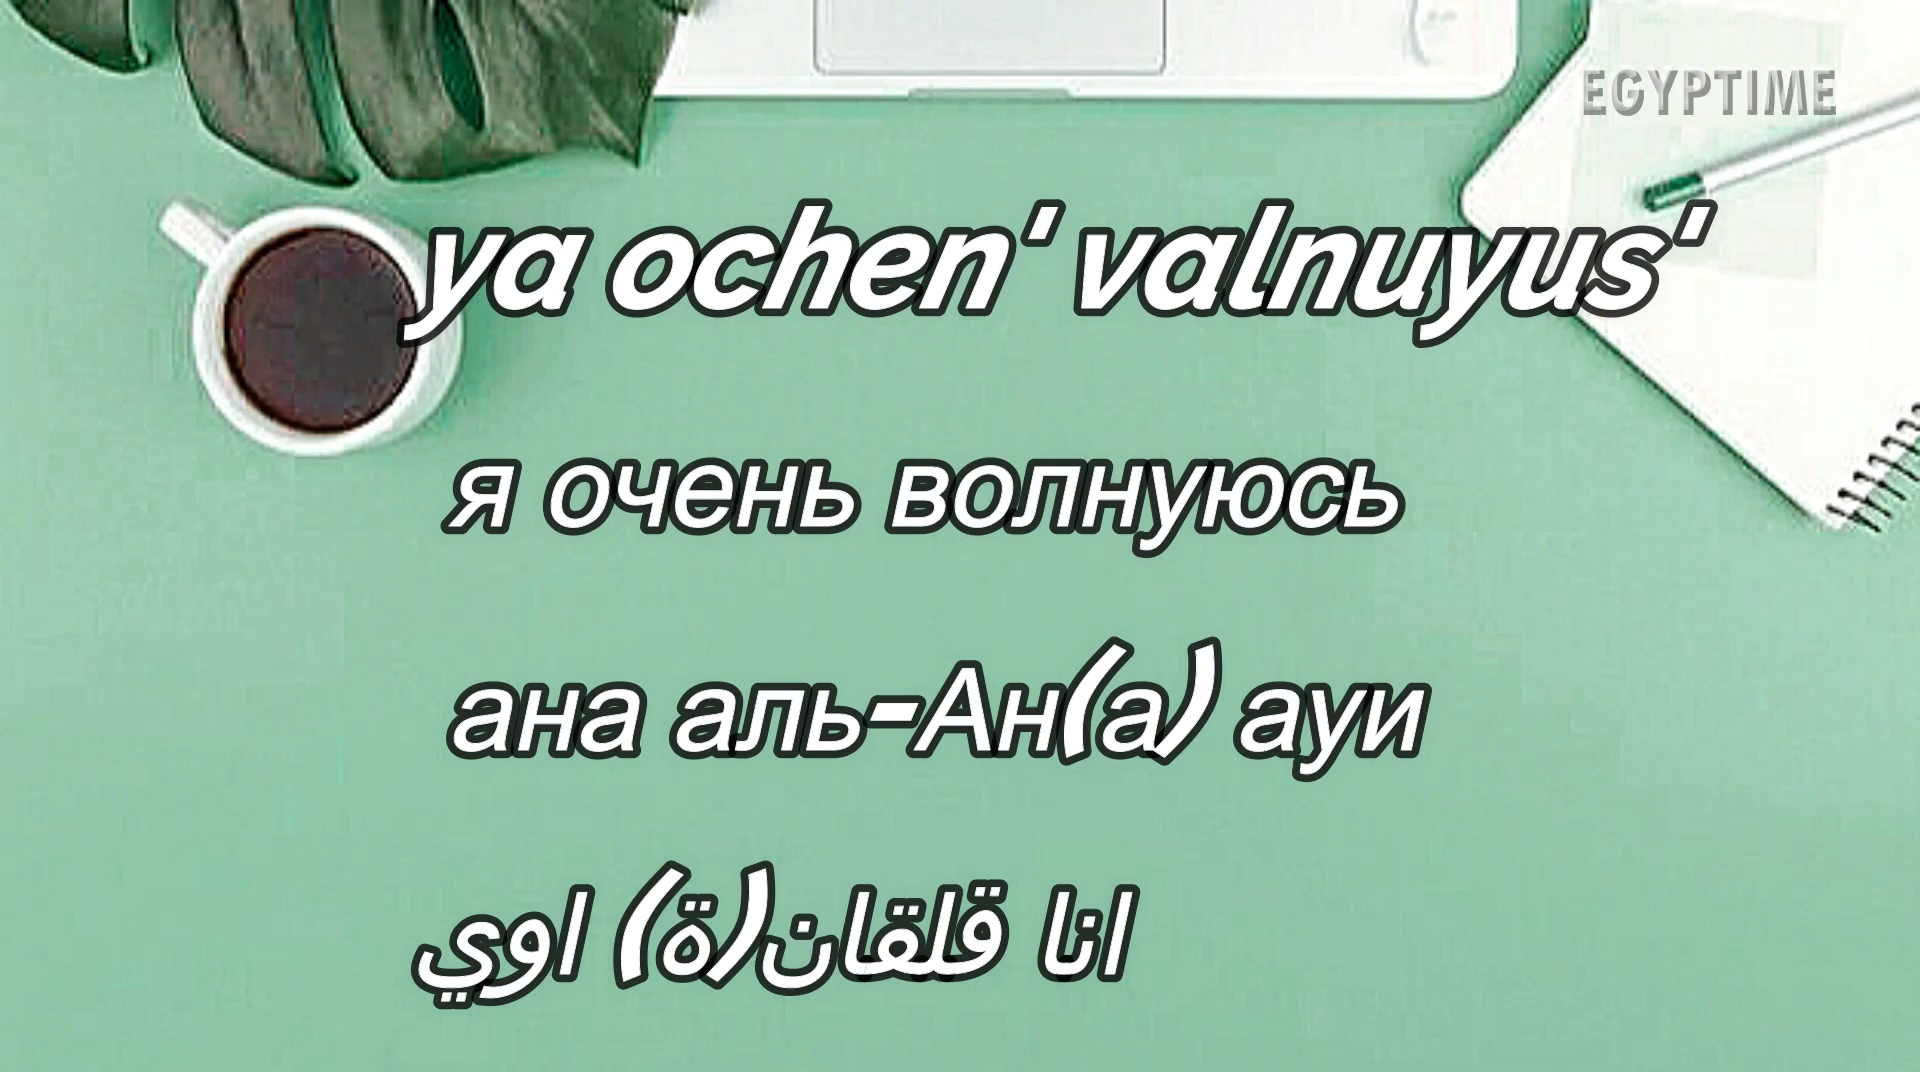 EGYPTIME
ya ochen' valnuyus'
я очень волнуюсь
ана аль-Ан(а) ауи
انا قلقان(ة) اوي